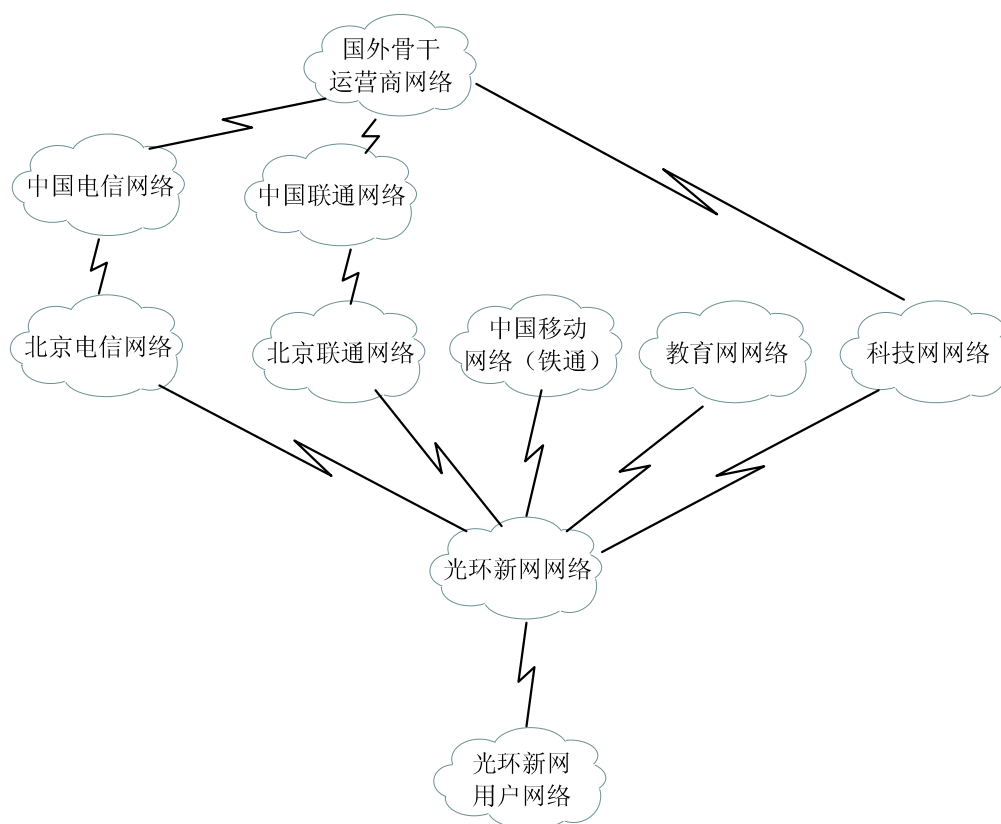 国外骨干
运营商网络
中国电信网络
中国联通网络
北京电信网络
北京联通网络
中国移动
网络（铁通）
教育网网络
科技网网络
光环新网网络
光环新网
用户网络